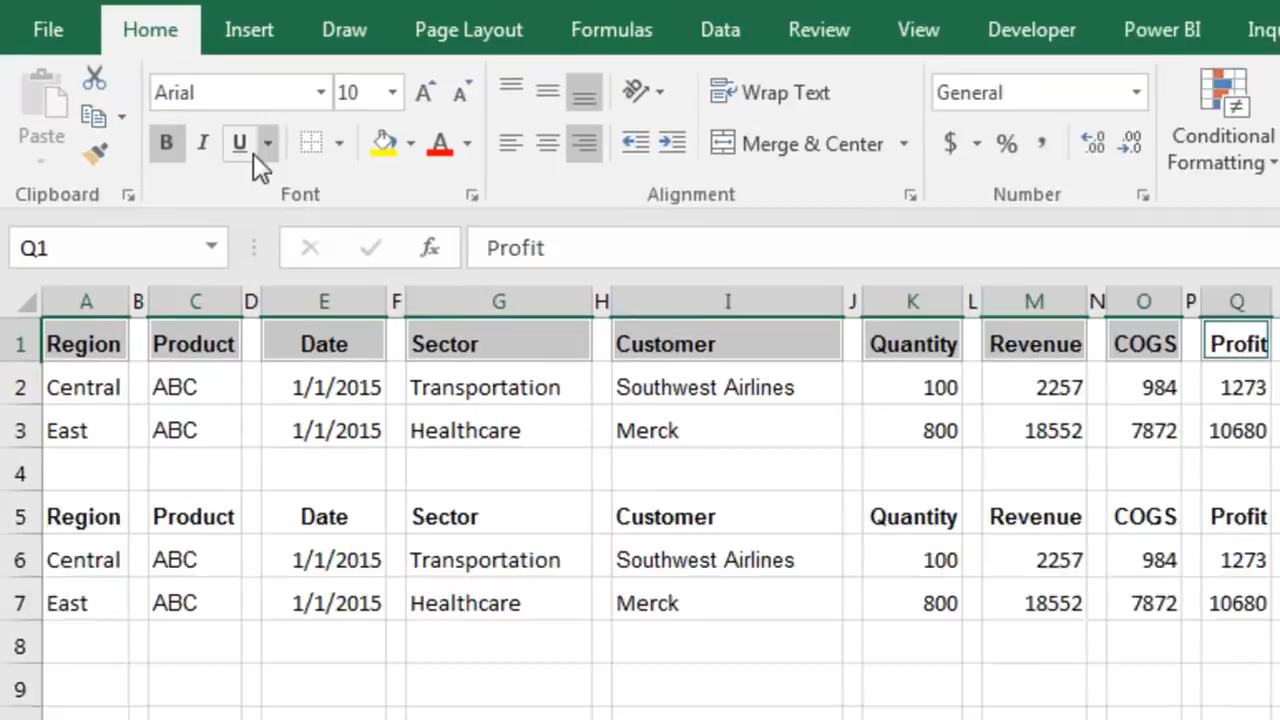 File Home Insert Draw Page Layout Formulas Data Review View Developer Power BI Inq
Arial 10 Wrap Text General
Paste B I U A Merge & Center $ % , Conditional Formatting
Clipboard Font Alignment Number
Q1 fx Profit
A B C D E F G H I J K L M N O P Q
1 Region Product Date Sector Customer Quantity Revenue COGS Profit
2 Central ABC 1/1/2015 Transportation Southwest Airlines 100 2257 984 1273
3 East ABC 1/1/2015 Healthcare Merck 800 18552 7872 10680
4
5 Region Product Date Sector Customer Quantity Revenue COGS Profit
6 Central ABC 1/1/2015 Transportation Southwest Airlines 100 2257 984 1273
7 East ABC 1/1/2015 Healthcare Merck 800 18552 7872 10680
8
9